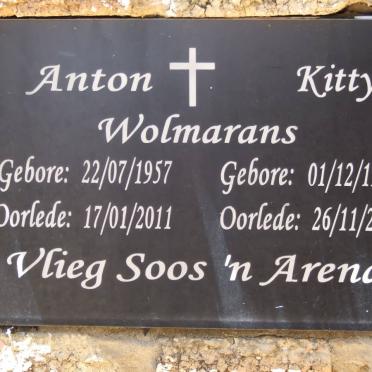 Anton Kitty
Wolmarans
Gebore: 22/07/1957 Gebore: 01/12/1
Oorlede: 17/01/2011 Oorlede: 26/11/2
Vlieg Soos 'n Arend